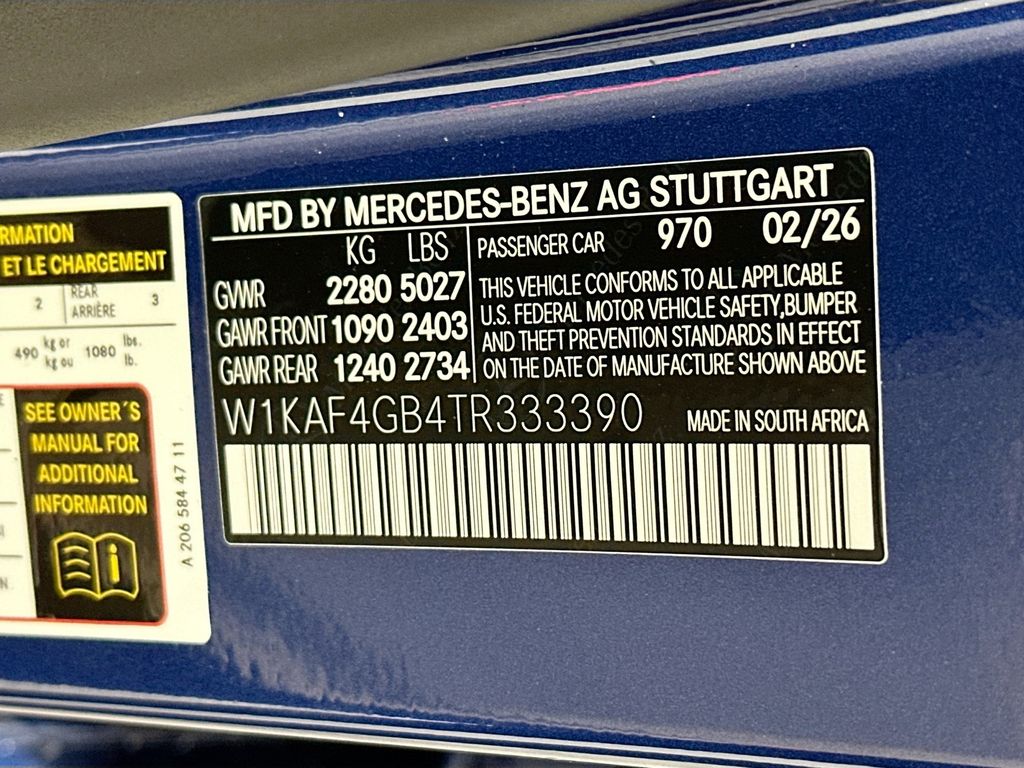 RMATION
ET LE CHARGEMENT
2 REAR ARRIÈRE 3
490 kg or kg ou 1080 lbs. lb.
SEE OWNER´S
MANUAL FOR
ADDITIONAL
INFORMATION
i
A 206 584 47 11
MFD BY MERCEDES-BENZ AG STUTTGART
KG LBS
GVWR 2280 5027
GAWR FRONT 1090 2403
GAWR REAR 1240 2734
PASSENGER CAR 970 02/26
THIS VEHICLE CONFORMS TO ALL APPLICABLE
U.S. FEDERAL MOTOR VEHICLE SAFETY,BUMPER
AND THEFT PREVENTION STANDARDS IN EFFECT
ON THE DATE OF MANUFACTURE SHOWN ABOVE
W1KAF4GB4TR333390 MADE IN SOUTH AFRICA